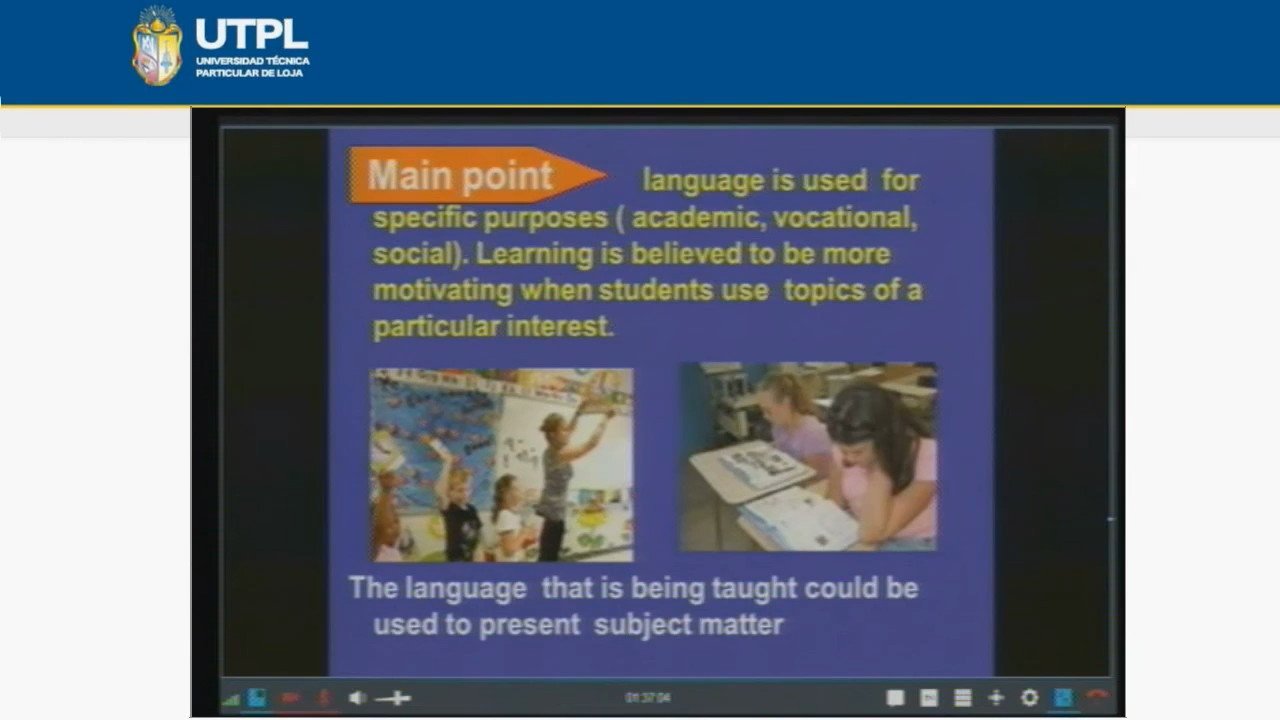 UTPL
UNIVERSIDAD TÉCNICA
PARTICULAR DE LOJA
Main point
language is used for
specific purposes ( academic, vocational,
social). Learning is believed to be more
motivating when students use topics of a
particular interest.
The language that is being taught could be
used to present subject matter
01:37:04